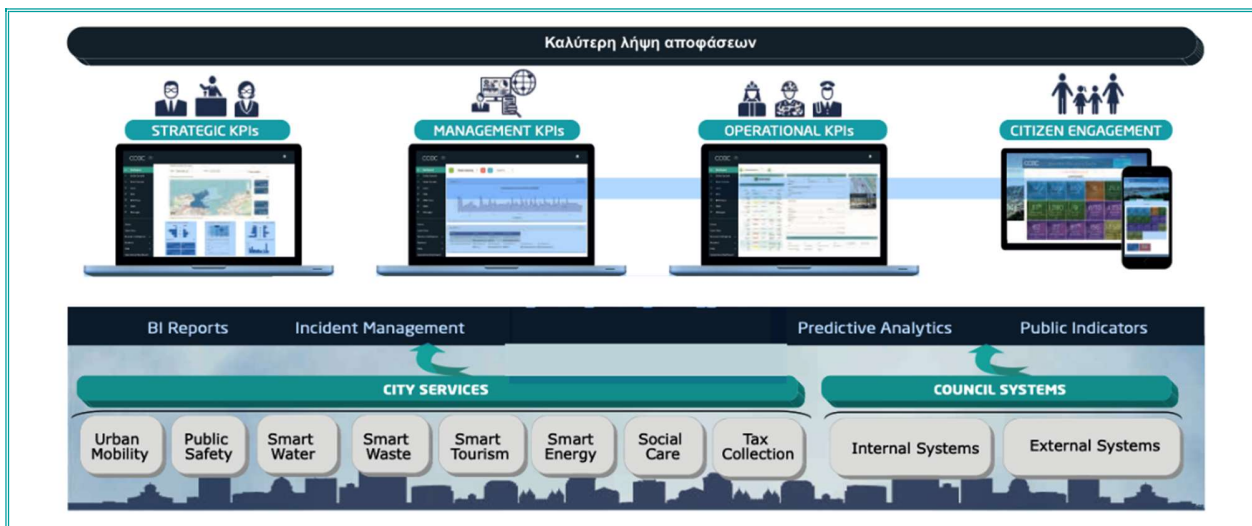 Καλύτερη λήψη αποφάσεων
STRATEGIC KPIs
MANAGEMENT KPIs
OPERATIONAL KPIs
CITIZEN ENGAGEMENT
BI Reports
Incident Management
Predictive Analytics
Public Indicators
CITY SERVICES
COUNCIL SYSTEMS
Urban
Mobility
Public
Safety
Smart
Water
Smart
Waste
Smart
Tourism
Smart
Energy
Social
Care
Tax
Collection
Internal Systems
External Systems